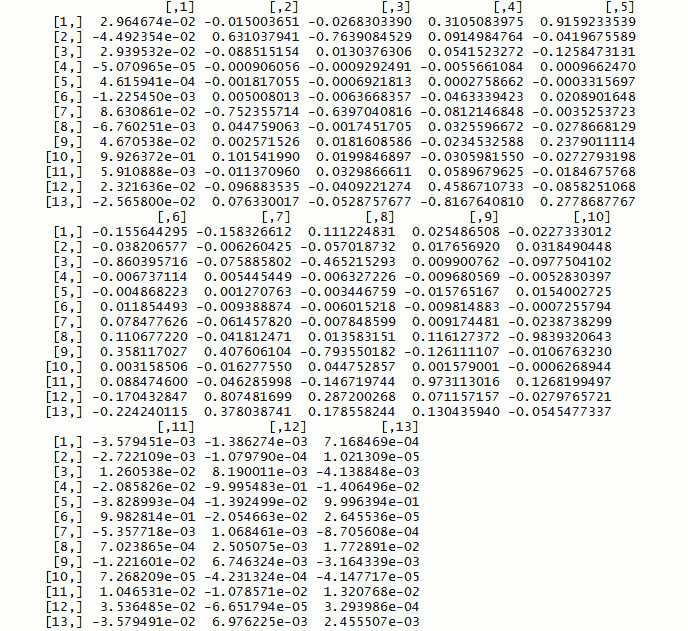 [,1] [,2] [,3] [,4] [,5]
[1,] 2.964674e-02 -0.015003651 -0.0268303390 0.3105083975 0.9159233539
[2,] -4.492354e-02 0.631037941 -0.7639084529 0.0914984764 -0.0419675589
[3,] 2.939532e-02 -0.088515154 0.0130376306 0.0541523272 -0.1258473131
[4,] -5.070965e-05 -0.000906056 -0.0009292491 -0.0055661084 0.0009662470
[5,] 4.615941e-04 -0.001817055 -0.0006921813 0.0002758662 -0.0003315697
[6,] -1.225450e-03 0.005008013 -0.0063668357 -0.0463339423 0.0208901648
[7,] 8.630861e-02 -0.752355714 -0.6397040816 -0.0812146848 -0.0035253723
[8,] -6.760251e-03 0.044759063 -0.0017451705 0.0325596672 -0.0278668129
[9,] 4.670538e-02 0.002571526 0.0181608586 -0.0234532588 0.2379011114
[10,] 9.926372e-01 0.101541990 0.0199846897 -0.0305981550 -0.0272793198
[11,] 5.910888e-03 -0.011370960 0.0329866611 0.0589679625 -0.0184675768
[12,] 2.321636e-02 -0.096883535 -0.0409221274 0.4586710733 -0.0858251068
[13,] -2.565800e-02 0.076330017 -0.0528757677 -0.8167640810 0.2778687767
[,6] [,7] [,8] [,9] [,10]
[1,] -0.155644295 -0.158326612 0.111224831 0.025486508 -0.0227333012
[2,] -0.038206577 -0.006260425 -0.057018732 0.017656920 0.0318490448
[3,] -0.860395716 -0.075885802 -0.465215293 0.009900762 -0.0977504102
[4,] -0.006737114 0.005445449 -0.006327226 -0.009680569 -0.0052830397
[5,] -0.004868223 0.001270763 -0.003446759 -0.015765167 0.0154002725
[6,] 0.011854493 -0.009388874 -0.006015218 -0.009814883 -0.0007255794
[7,] 0.078477626 -0.061457820 -0.007848599 0.009174481 -0.0238738299
[8,] 0.110677220 -0.041812471 0.013583151 0.116127372 -0.9839320643
[9,] 0.358117027 0.407606104 -0.793550182 -0.126111107 -0.0106763230
[10,] 0.003158506 -0.016277550 0.044752857 0.001579001 -0.0006268944
[11,] 0.088474600 -0.046285998 -0.146719744 0.973113016 0.1268199497
[12,] -0.170432847 0.807481699 0.287200268 0.071157157 -0.0279765721
[13,] -0.224240115 0.378038741 0.178558244 0.130435940 -0.0545477337
[,11] [,12] [,13]
[1,] -3.579451e-03 -1.386274e-03 7.168469e-04
[2,] -2.722109e-03 -1.079790e-04 1.021309e-05
[3,] 1.260538e-02 8.190011e-03 -4.138848e-03
[4,] -2.085826e-02 -9.995483e-01 -1.406496e-02
[5,] -3.828993e-04 -1.392499e-02 9.996394e-01
[6,] 9.982814e-01 -2.054663e-02 2.645536e-05
[7,] -5.357718e-03 1.068461e-03 -8.705608e-04
[8,] 7.023865e-04 2.505075e-03 1.772891e-02
[9,] -1.221601e-02 6.746324e-03 -3.164339e-03
[10,] 7.268209e-05 -4.231324e-04 -4.147717e-05
[11,] 1.046531e-02 -1.078571e-02 1.320768e-02
[12,] 3.536485e-02 -6.651794e-05 3.293986e-04
[13,] -3.579491e-02 6.976225e-03 2.455507e-03